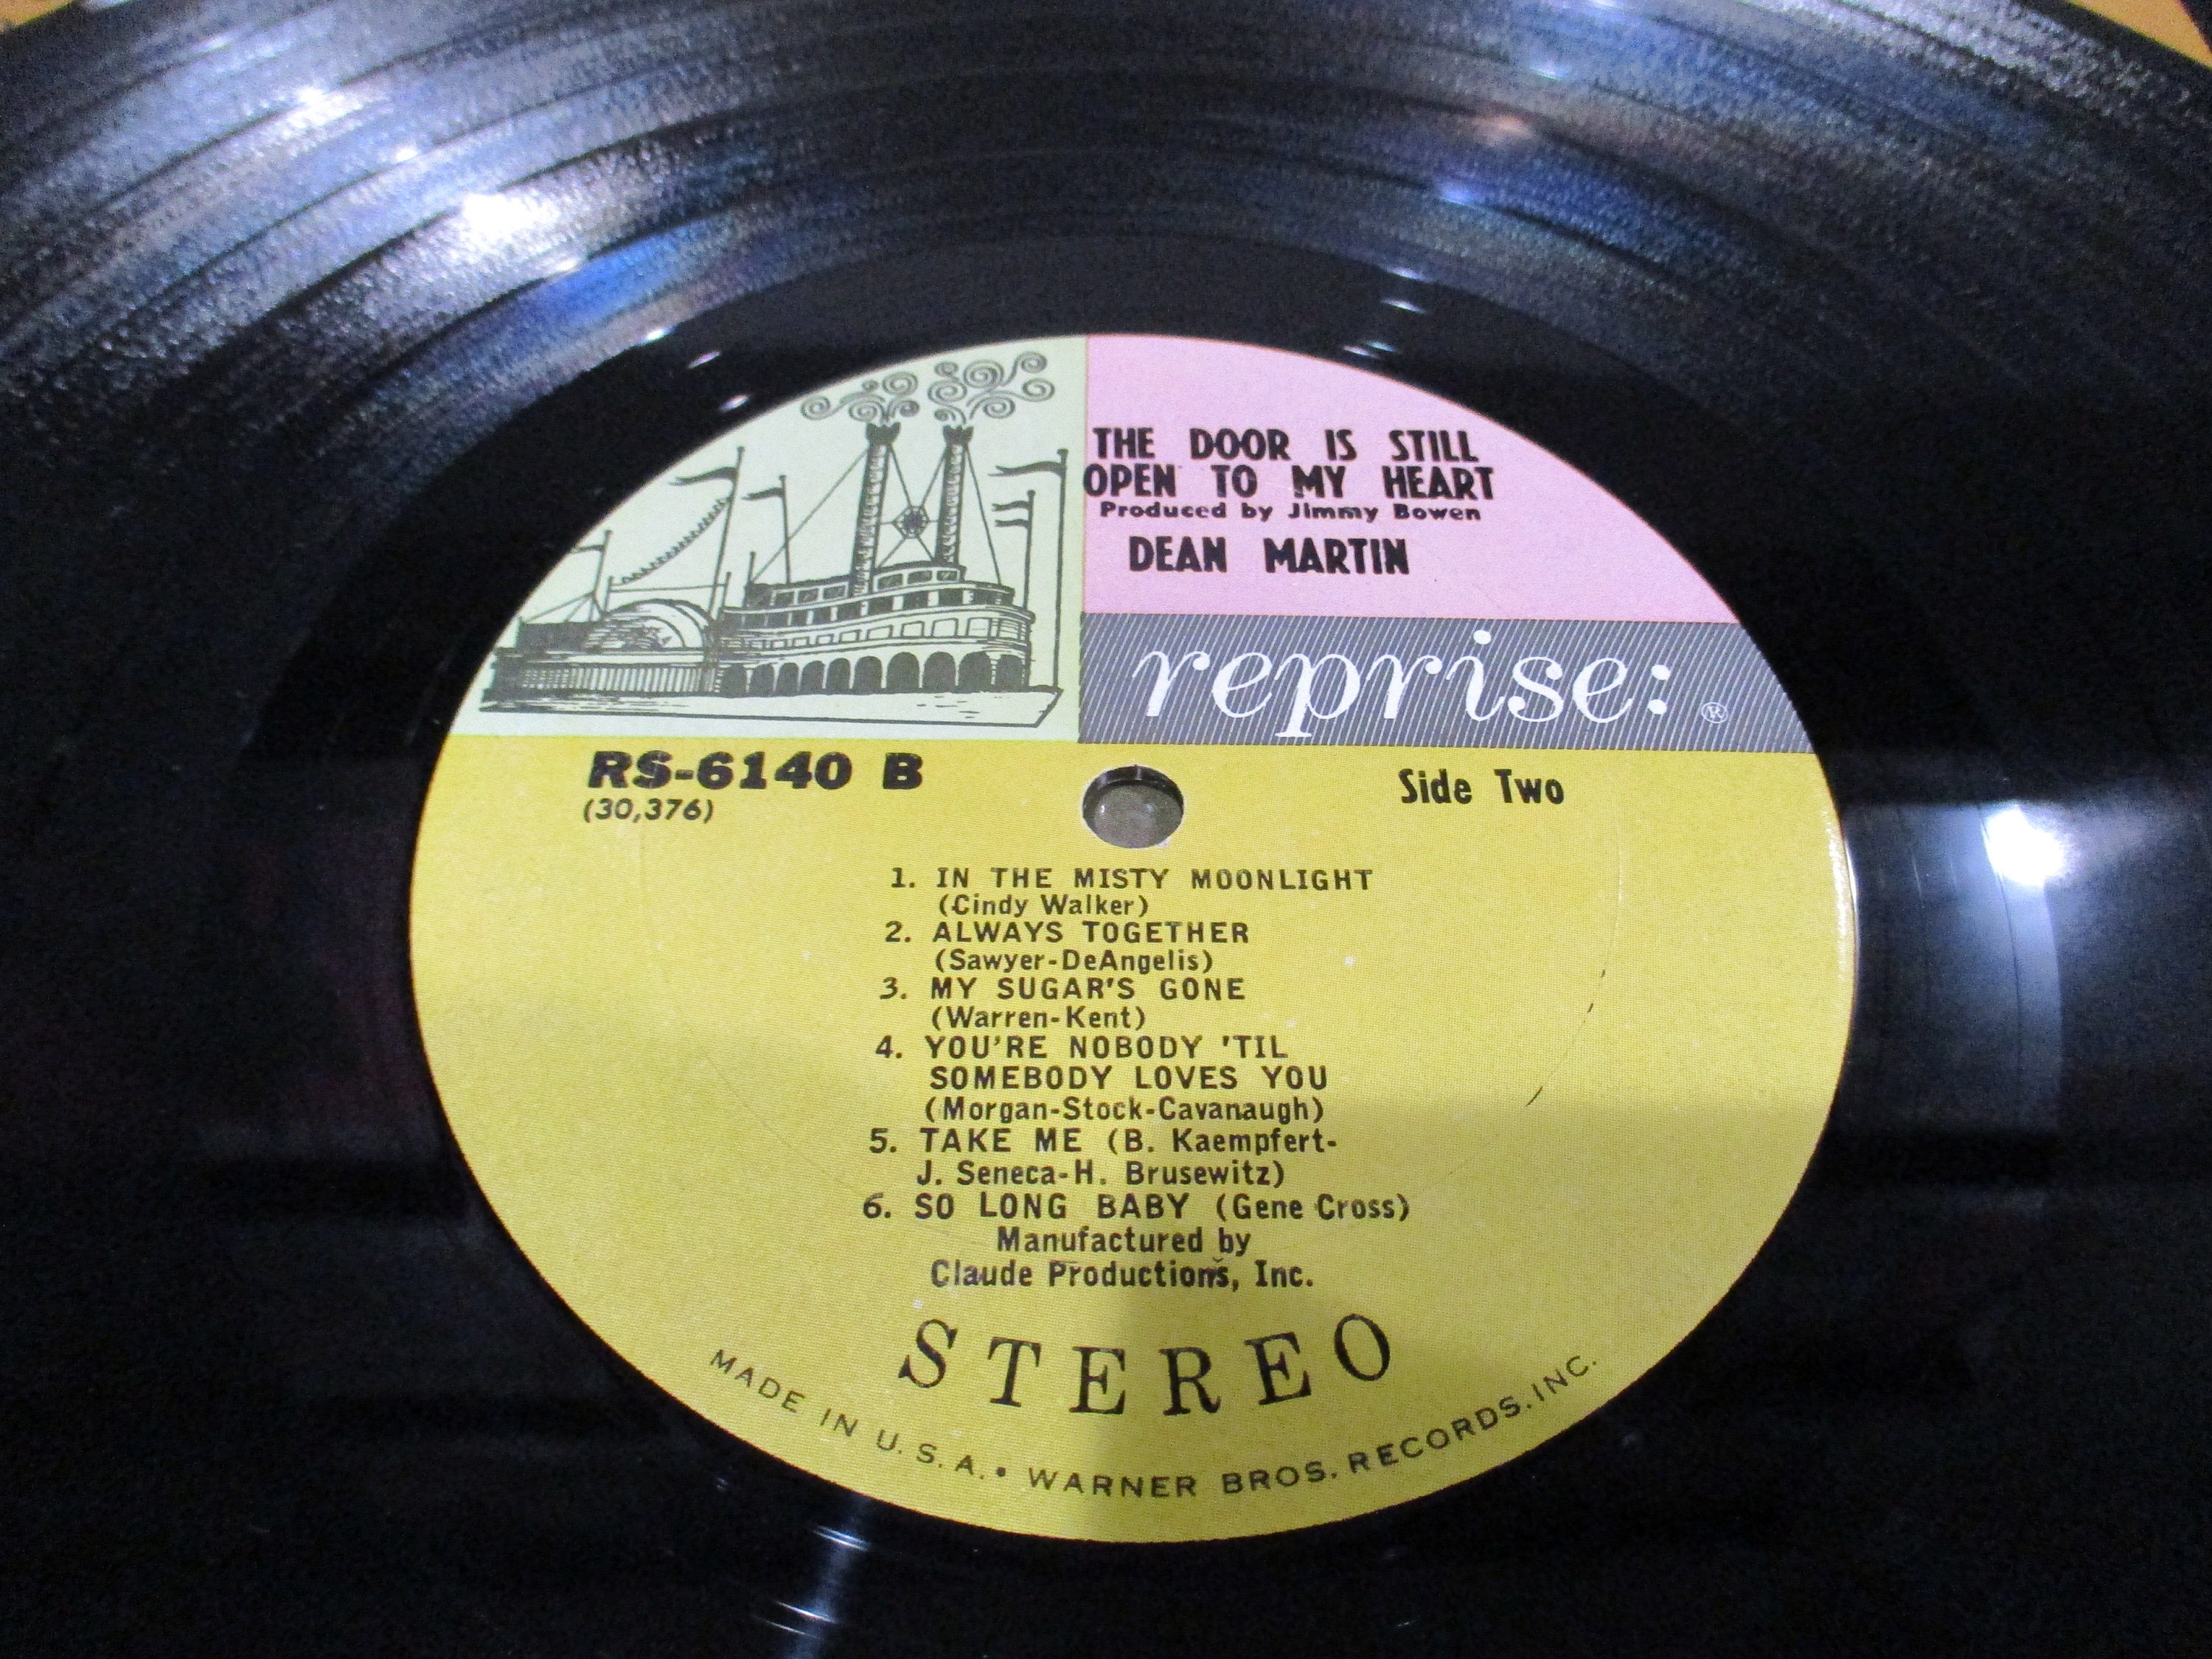 THE DOOR IS STILL
OPEN TO MY HEART
Produced by Jimmy Bowen
DEAN MARTIN
reprise:®
RS-6140 B
(30,376)
Side Two
1. IN THE MISTY MOONLIGHT
(Cindy Walker)
2. ALWAYS TOGETHER
(Sawyer-DeAngelis)
3. MY SUGAR'S GONE
(Warren-Kent)
4. YOU'RE NOBODY 'TIL
SOMEBODY LOVES YOU
(Morgan-Stock-Cavanaugh)
5. TAKE ME (B. Kaempfert-
J. Seneca-H. Brusewitz)
6. SO LONG BABY (Gene Cross)
Manufactured by
Claude Productions, Inc.
STEREO
MADE IN U.S.A. • WARNER BROS. RECORDS. INC.